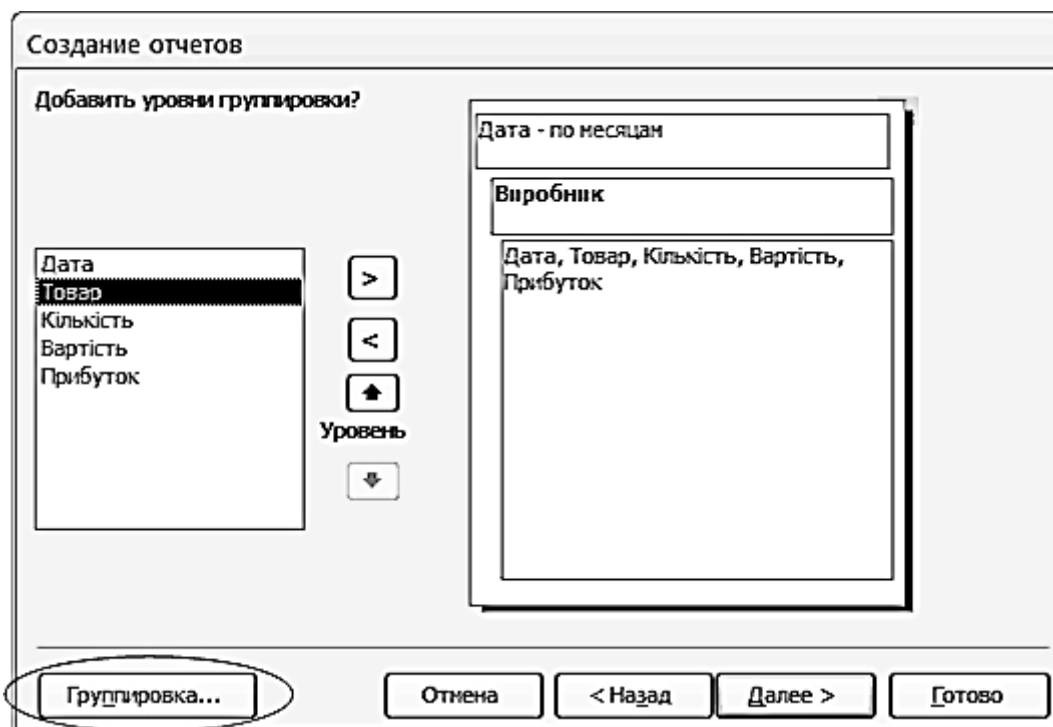 Создание отчетов
Добавить уровни группировки?
Дата - по месяцам
Виробник
Дата, Товар, Кількість, Вартість,
Прибуток
Дата
Товар
Кількість
Вартість
Прибуток
>
<
Уровень
Группировка...
Отмена
< Назад
Далее >
Готово